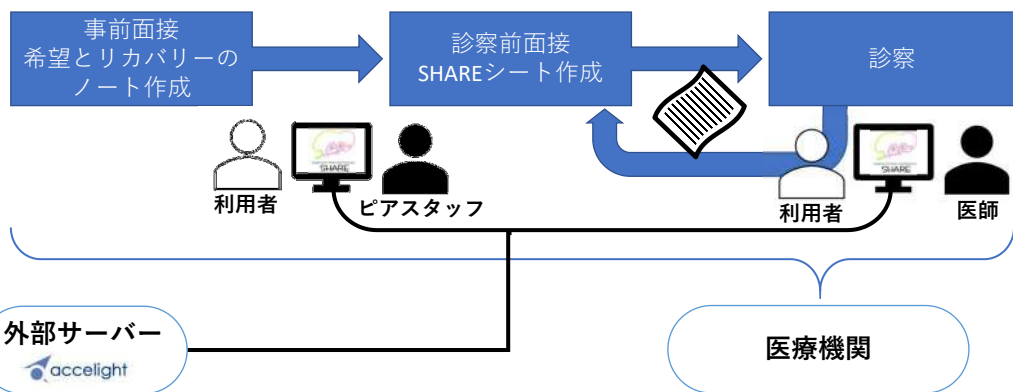 事前面接
希望とリカバリーの
ノート作成
診察前面接
SHAREシート作成
診察
SHARE
SHARE
利用者
ピアスタッフ
利用者
医師
外部サーバー
accelight
医療機関